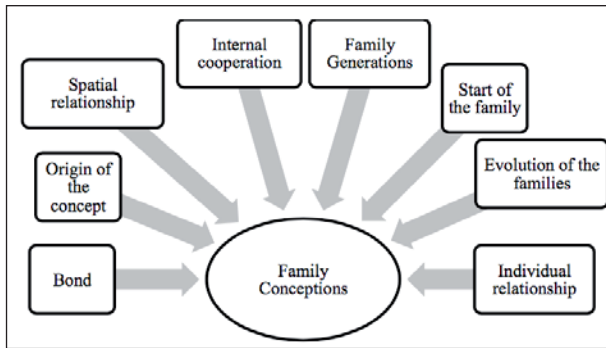 Internal
cooperation
Family
Generations
Spatial
relationship
Start of
the family
Origin of
the
concept
Evolution of the
families
Bond
Family
Conceptions
Individual
relationship